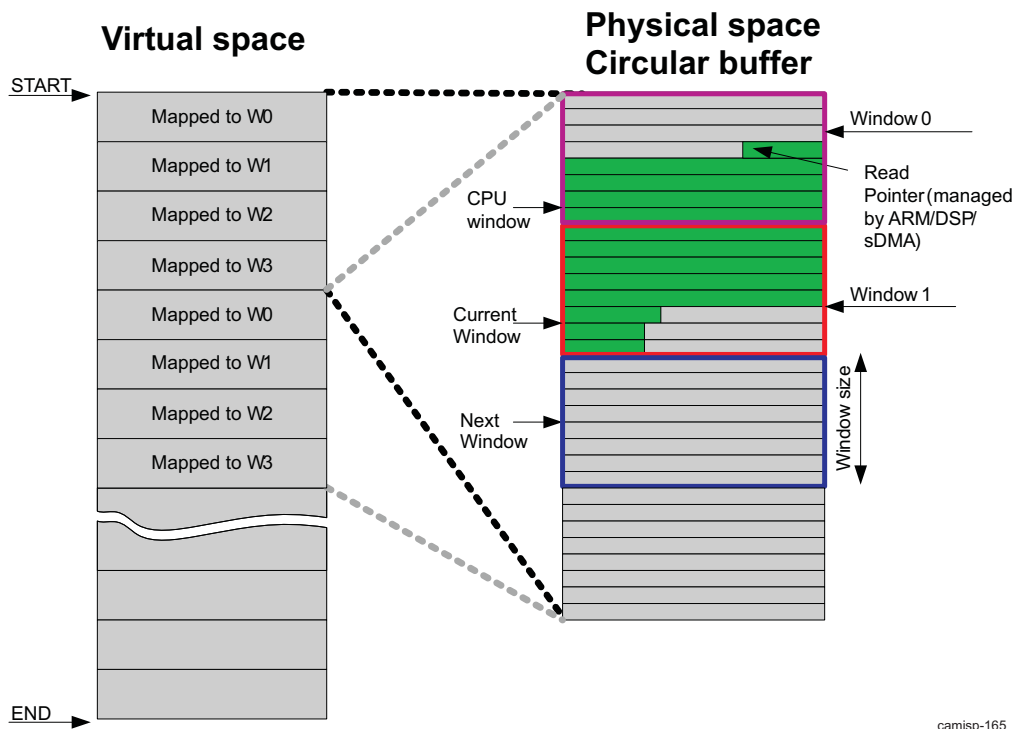 Virtual space
Physical space
Circular buffer
START
Mapped to W0
Mapped to W1
Mapped to W2
Mapped to W3
Mapped to W0
Mapped to W1
Mapped to W2
Mapped to W3
END
Window 0
Read
Pointer (managed
by ARM/DSP/
sDMA)
CPU
window
Window 1
Current
Window
Next
Window
Window size
camisp-165